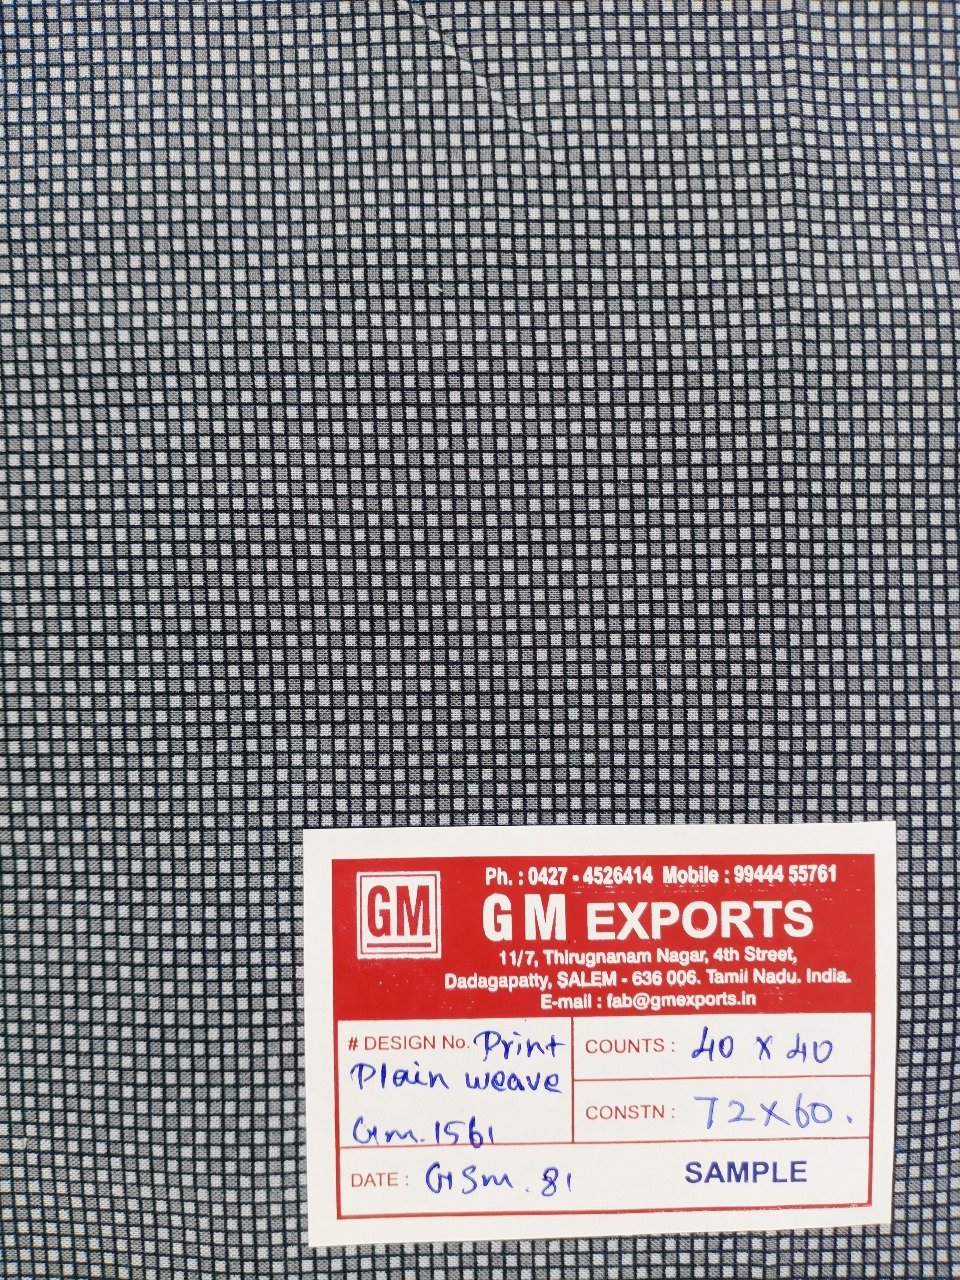 GM
Ph. : 0427 - 4526414 Mobile : 99444 55761
G M EXPORTS
11/7, Thirugnanam Nagar, 4th Street,
Dadagapatty, SALEM - 636 006. Tamil Nadu. India.
E-mail : fab@gmexports.in
# DESIGN No. Print
Plain weave
Gm. 1561
COUNTS : 40 X 40
CONSTN : 72X60.
DATE : GSm. 81
SAMPLE